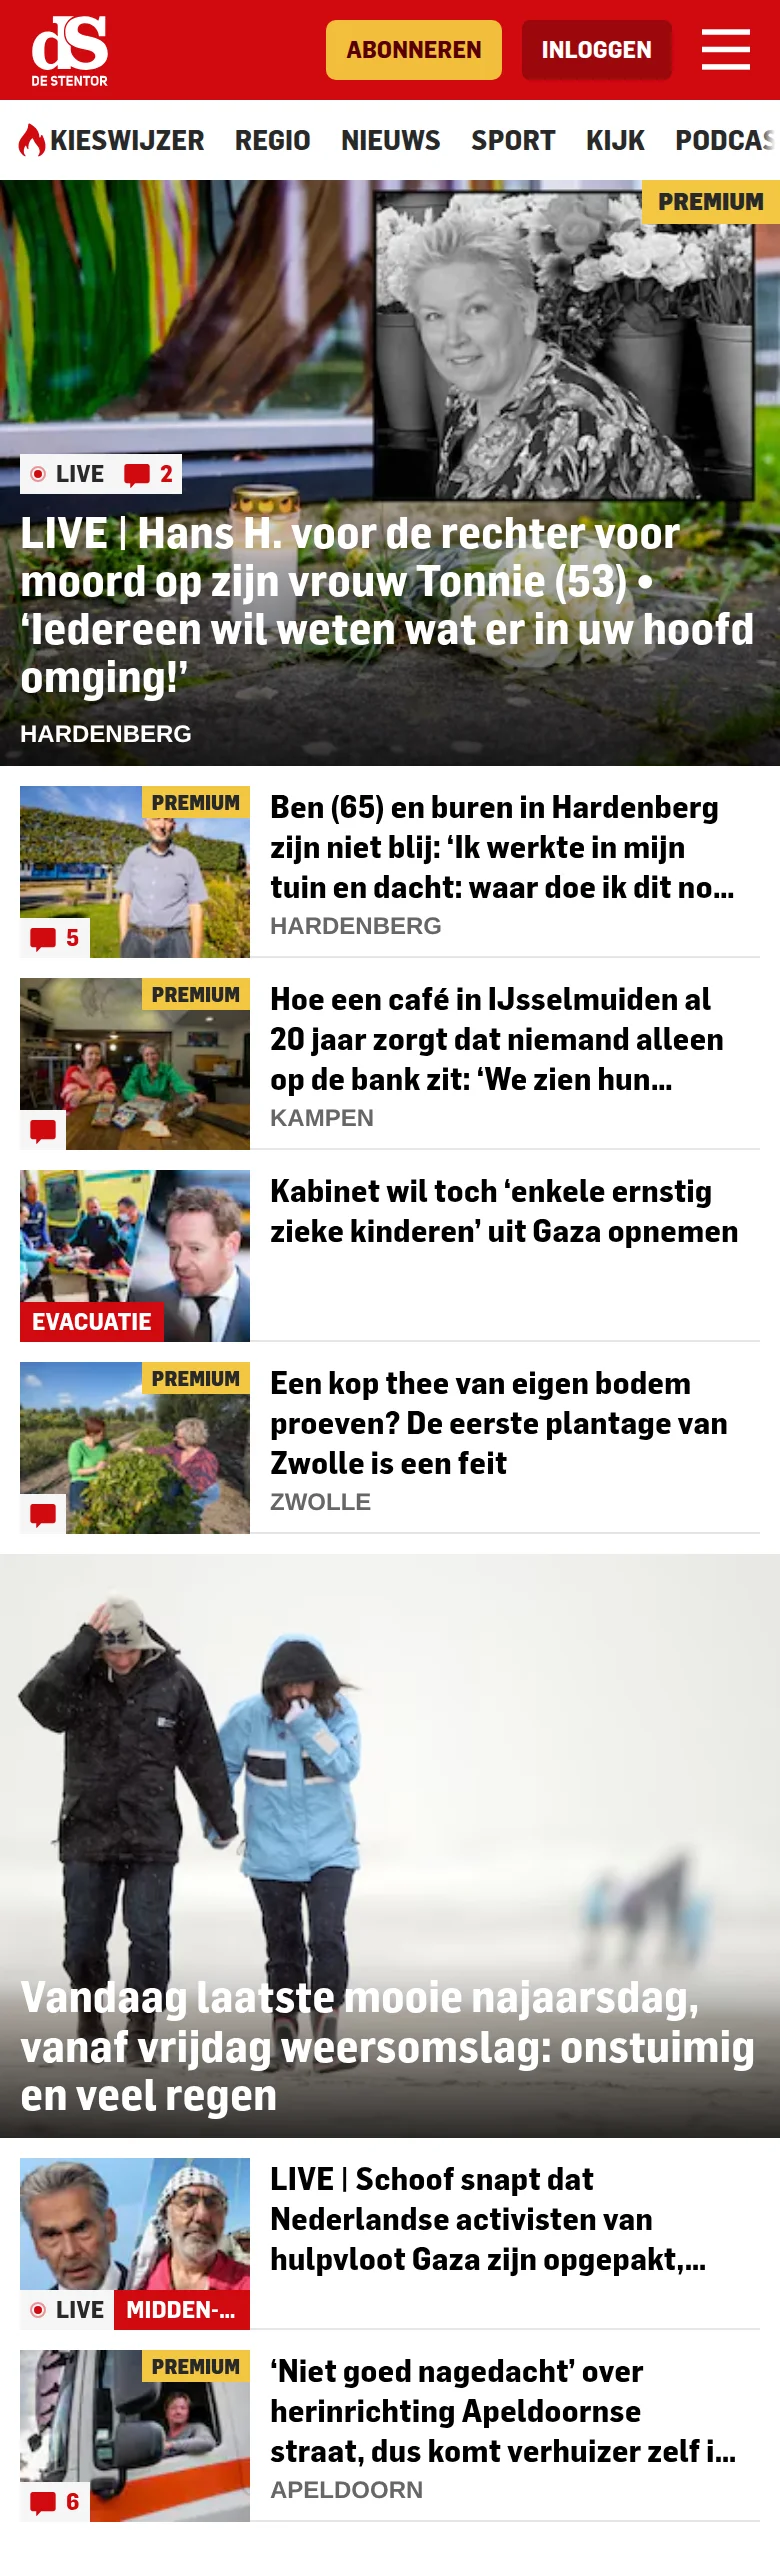 dS
DE STENTOR
ABONNEREN
INLOGGEN
KIESWIJZER REGIO NIEUWS SPORT KIJK PODCAS
PREMIUM
LIVE 2
LIVE | Hans H. voor de rechter voor
moord op zijn vrouw Tonnie (53) •
‘Iedereen wil weten wat er in uw hoofd
omging!’
HARDENBERG
PREMIUM
5
Ben (65) en buren in Hardenberg
zijn niet blij: ‘Ik werkte in mijn
tuin en dacht: waar doe ik dit no...
HARDENBERG
PREMIUM
Hoe een café in IJsselmuiden al
20 jaar zorgt dat niemand alleen
op de bank zit: ‘We zien hun...
KAMPEN
EVACUATIE
Kabinet wil toch ‘enkele ernstig
zieke kinderen’ uit Gaza opnemen
PREMIUM
Een kop thee van eigen bodem
proeven? De eerste plantage van
Zwolle is een feit
ZWOLLE
Vandaag laatste mooie najaarsdag,
vanaf vrijdag weersomslag: onstuimig
en veel regen
LIVE MIDDEN-...
LIVE | Schoof snapt dat
Nederlandse activisten van
hulpvloot Gaza zijn opgepakt,...
PREMIUM
6
‘Niet goed nagedacht’ over
herinrichting Apeldoornse
straat, dus komt verhuizer zelf i...
APELDOORN